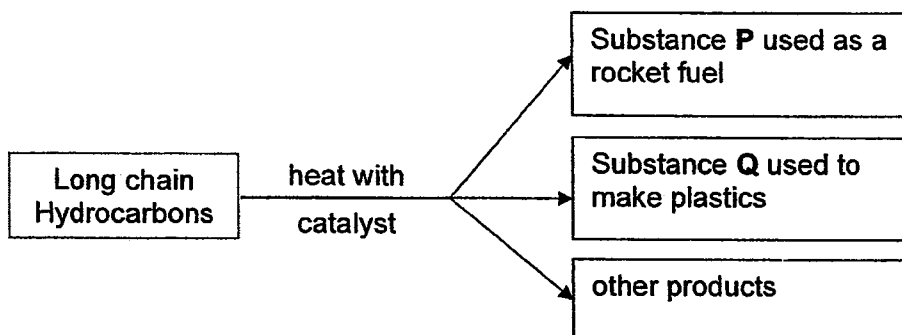 Long chain
Hydrocarbons
heat with
catalyst
Substance P used as a
rocket fuel
Substance Q used to
make plastics
other products